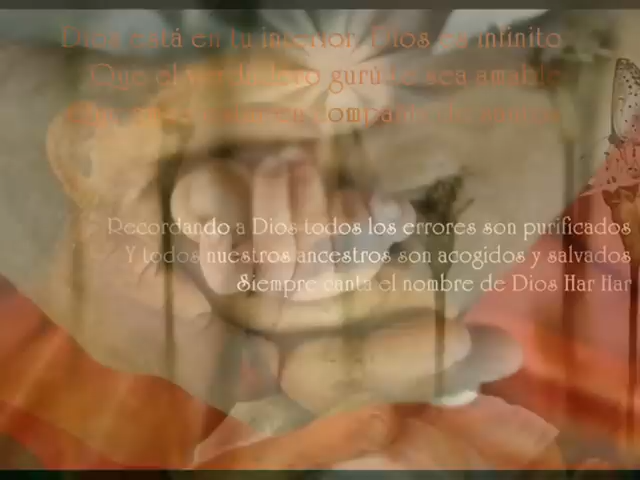 Dios está en tu interior, Dios es infinito
Que el verdadero gurú te sea amable
compañía de
Recordando a Dios todos los errores son purificados
Y todos nuestros ancestros son acogidos y salvados
Siempre canta el nombre de Dios Har Har